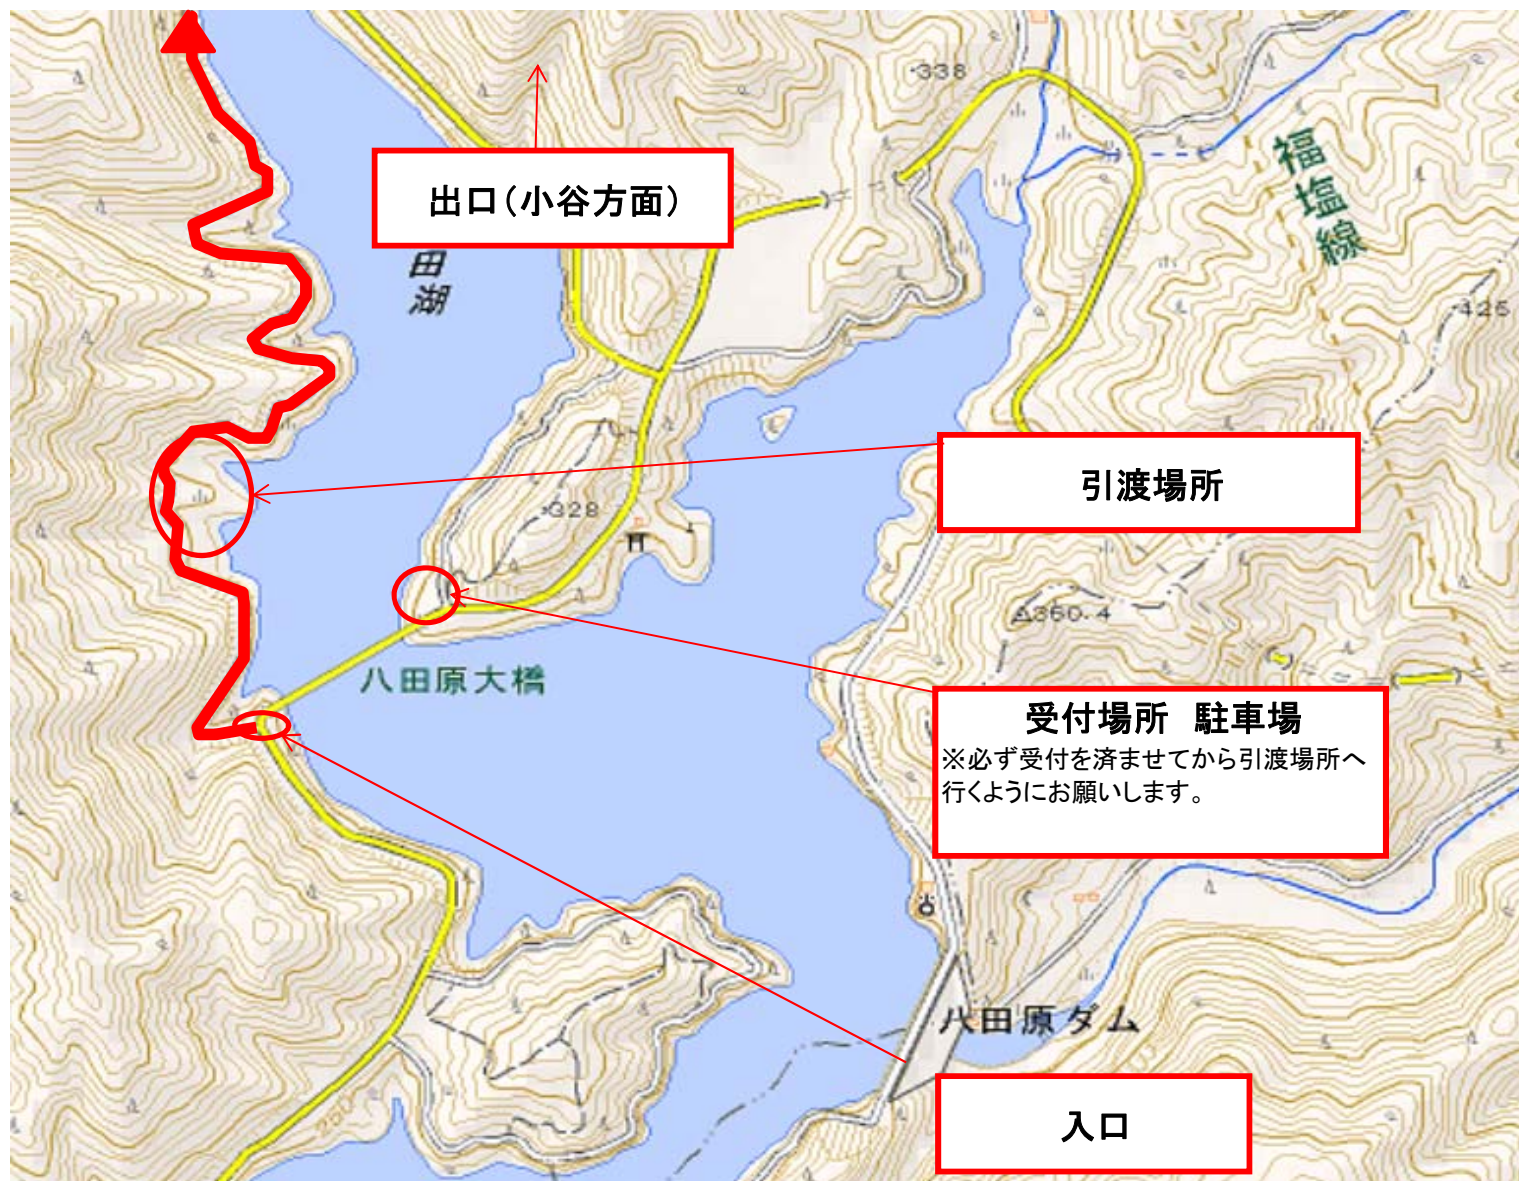 ・338
福塩線
出口(小谷方面)
田湖
・425
引渡場所
・328
360.4
八田原大橋
受付場所 駐車場
※必ず受付を済ませてから引渡場所へ
行くようにお願いします。
八田原ダム
入口